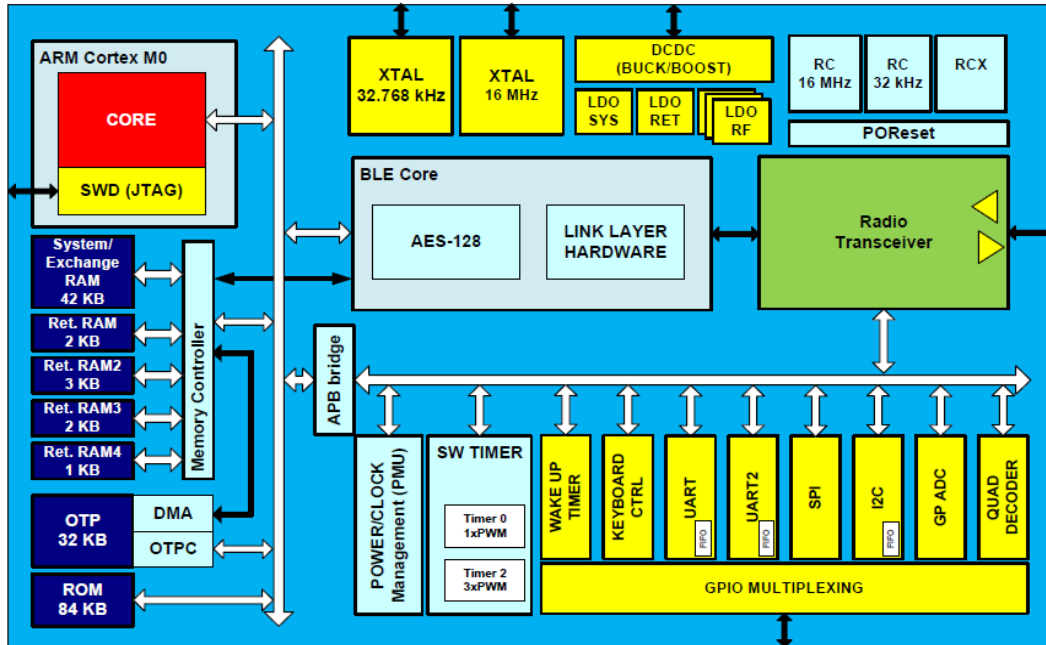 ARM Cortex M0
CORE
SWD (JTAG)
XTAL
32.768 kHz
XTAL
16 MHz
DCDC
(BUCK/BOOST)
LDO
SYS
LDO
RET
LDO
RF
RC
16 MHz
RC
32 kHz
RCX
POReset
BLE Core
AES-128
LINK LAYER
HARDWARE
Radio
Transceiver
System/
Exchange
RAM
42 KB
Ret. RAM
2 KB
Ret. RAM2
3 KB
Ret. RAM3
2 KB
Ret. RAM4
1 KB
Memory Controller
OTP
32 KB
DMA
OTPC
ROM
84 KB
APB bridge
POWER/CLOCK
Management (PMU)
SW TIMER
Timer 0
1xPWM
Timer 2
3xPWM
WAKE UP
TIMER
KEYBOARD
CTRL
UART
FIFO
UART2
FIFO
SPI
I2C
FIFO
GP ADC
QUAD
DECODER
GPIO MULTIPLEXING